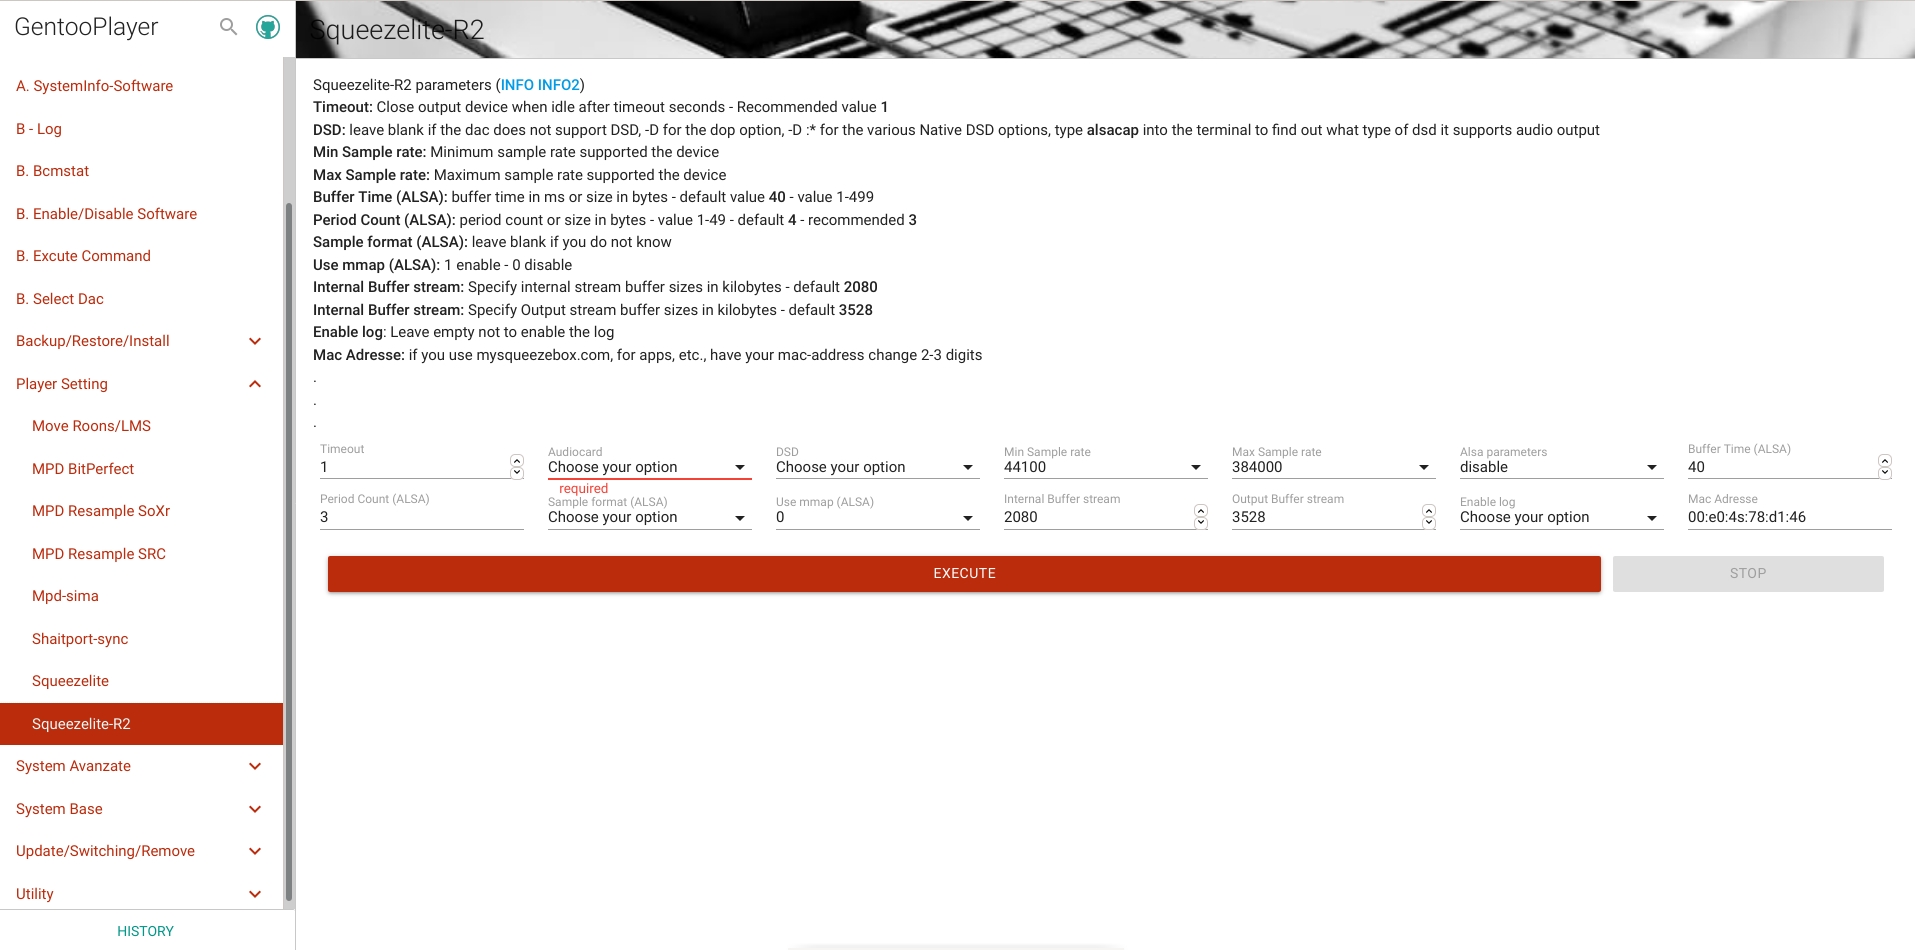 GentooPlayer
A. SystemInfo-Software
B - Log
B. Bcmstat
B. Enable/Disable Software
B. Excute Command
B. Select Dac
Backup/Restore/Install
Player Setting
Move Roons/LMS
MPD BitPerfect
MPD Resample SoXr
MPD Resample SRC
Mpd-sima
Shaitport-sync
Squeezelite
Squeezelite-R2
System Avanzate
System Base
Update/Switching/Remove
Utility
HISTORY
Squeezelite-R2
Squeezelite-R2 parameters (INFO INFO2)
Timeout: Close output device when idle after timeout seconds - Recommended value 1
DSD: leave blank if the dac does not support DSD, -D for the dop option, -D :* for the various Native DSD options, type alsacap into the terminal to find out what type of dsd it supports audio output
Min Sample rate: Minimum sample rate supported the device
Max Sample rate: Maximum sample rate supported the device
Buffer Time (ALSA): buffer time in ms or size in bytes - default value 40 - value 1-499
Period Count (ALSA): period count or size in bytes - value 1-49 - default 4 - recommended 3
Sample format (ALSA): leave blank if you do not know
Use mmap (ALSA): 1 enable - 0 disable
Internal Buffer stream: Specify internal stream buffer sizes in kilobytes - default 2080
Internal Buffer stream: Specify Output stream buffer sizes in kilobytes - default 3528
Enable log: Leave empty not to enable the log
Mac Adresse: if you use mysqueezebox.com, for apps, etc., have your mac-address change 2-3 digits
.
.
.
Timeout Audiocard DSD Min Sample rate Max Sample rate Alsa parameters Buffer Time (ALSA)
1 Choose your option Choose your option 44100 384000 disable 40
required
Period Count (ALSA) Sample format (ALSA) Use mmap (ALSA) Internal Buffer stream Output Buffer stream Enable log Mac Adresse
3 Choose your option 0 2080 3528 Choose your option 00:e0:4s:78:d1:46
EXECUTE STOP